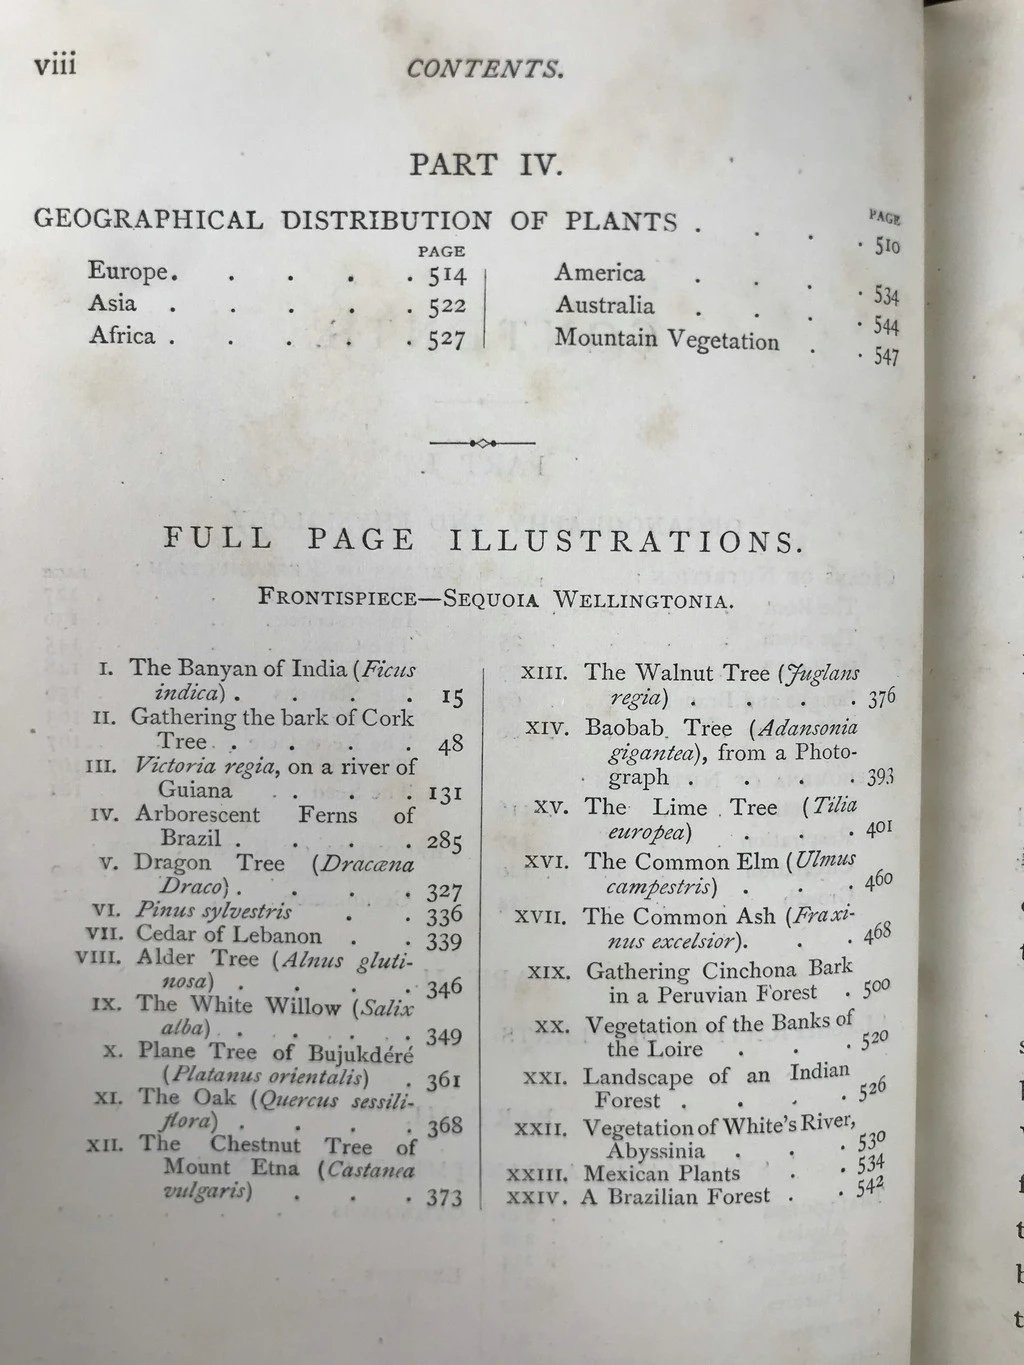 viii
CONTENTS.
PART IV.
GEOGRAPHICAL DISTRIBUTION OF PLANTS . . . . 510
PAGE
PAGE
Europe. . . . . 514
Asia . . . . . 522
Africa . . . . . 527
America . . . . 534
Australia . . . . 544
Mountain Vegetation . . 547
FULL PAGE ILLUSTRATIONS.
FRONTISPIECE—SEQUOIA WELLINGTONIA.
I. The Banyan of India (Ficus
indica) . . . . 15
II. Gathering the bark of Cork
Tree . . . . 48
III. Victoria regia, on a river of
Guiana . . . 131
IV. Arborescent Ferns of
Brazil . . . . 285
V. Dragon Tree (Dracæna
Draco) . . . . 327
VI. Pinus sylvestris . . 336
VII. Cedar of Lebanon . . 339
VIII. Alder Tree (Alnus gluti-
nosa) . . . . 346
IX. The White Willow (Salix
alba) . . . . 349
X. Plane Tree of Bujukdéré
(Platanus orientalis) . 361
XI. The Oak (Quercus sessili-
flora) . . . . 368
XII. The Chestnut Tree of
Mount Etna (Castanea
vulgaris) . . . 373
XIII. The Walnut Tree (Juglans
regia) . . . . 376
XIV. Baobab Tree (Adansonia
gigantea), from a Photo-
graph . . . . 393
XV. The Lime Tree (Tilia
europea) . . . 401
XVI. The Common Elm (Ulmus
campestris) . . . 460
XVII. The Common Ash (Fraxi-
nus excelsior). . . 468
XIX. Gathering Cinchona Bark
in a Peruvian Forest . 500
XX. Vegetation of the Banks of
the Loire . . . 520
XXI. Landscape of an Indian
Forest . . . . 526
XXII. Vegetation of White's River,
Abyssinia . . . 530
XXIII. Mexican Plants . . 534
XXIV. A Brazilian Forest . . 542